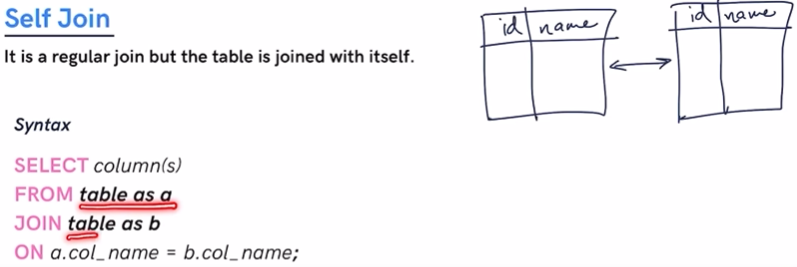 Self Join
It is a regular join but the table is joined with itself.
id name
id name
Syntax
SELECT column(s)
FROM table as a
JOIN table as b
ON a.col_name = b.col_name;